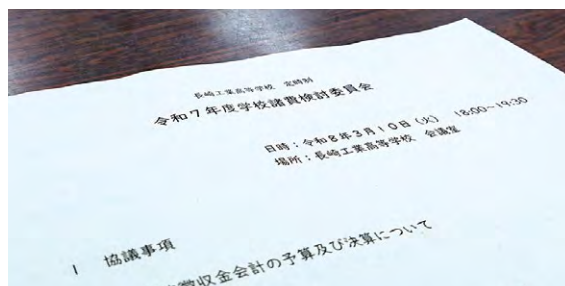 長崎工業高等学校 定時制
令和7年度学校諸費検討委員会
日時:令和8年3月10日(火) 18:00~19:30
場所:長崎工業高等学校 会議室
1 協議事項
徴収金会計の予算及び決算について